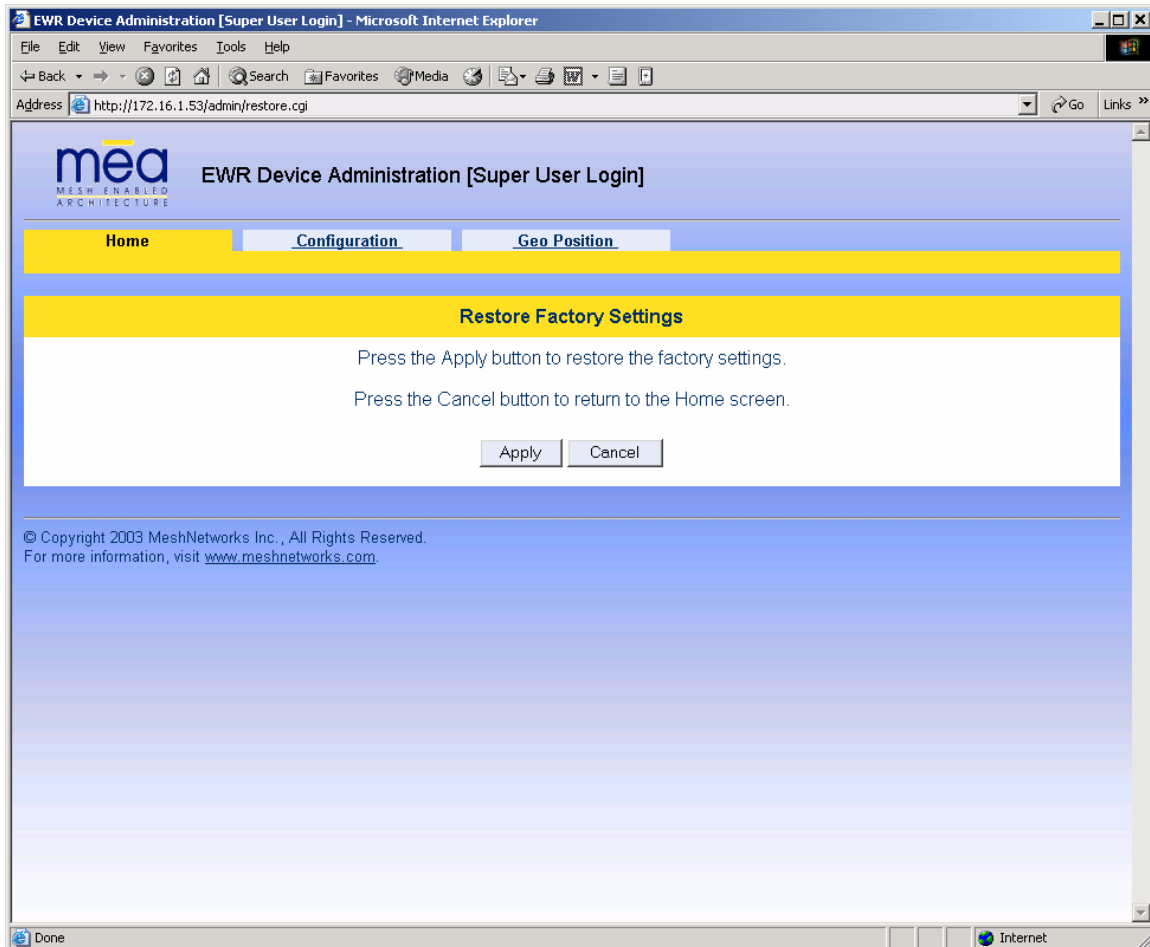 EWR Device Administration [Super User Login] - Microsoft Internet Explorer
File Edit View Favorites Tools Help
Back Search Favorites Media
Address http://172.16.1.53/admin/restore.cgi Go Links »
mea
MESH ENABLED
ARCHITECTURE
EWR Device Administration [Super User Login]
Home Configuration Geo Position
Restore Factory Settings
Press the Apply button to restore the factory settings.
Press the Cancel button to return to the Home screen.
Apply Cancel
© Copyright 2003 MeshNetworks Inc., All Rights Reserved.
For more information, visit www.meshnetworks.com.
Done Internet